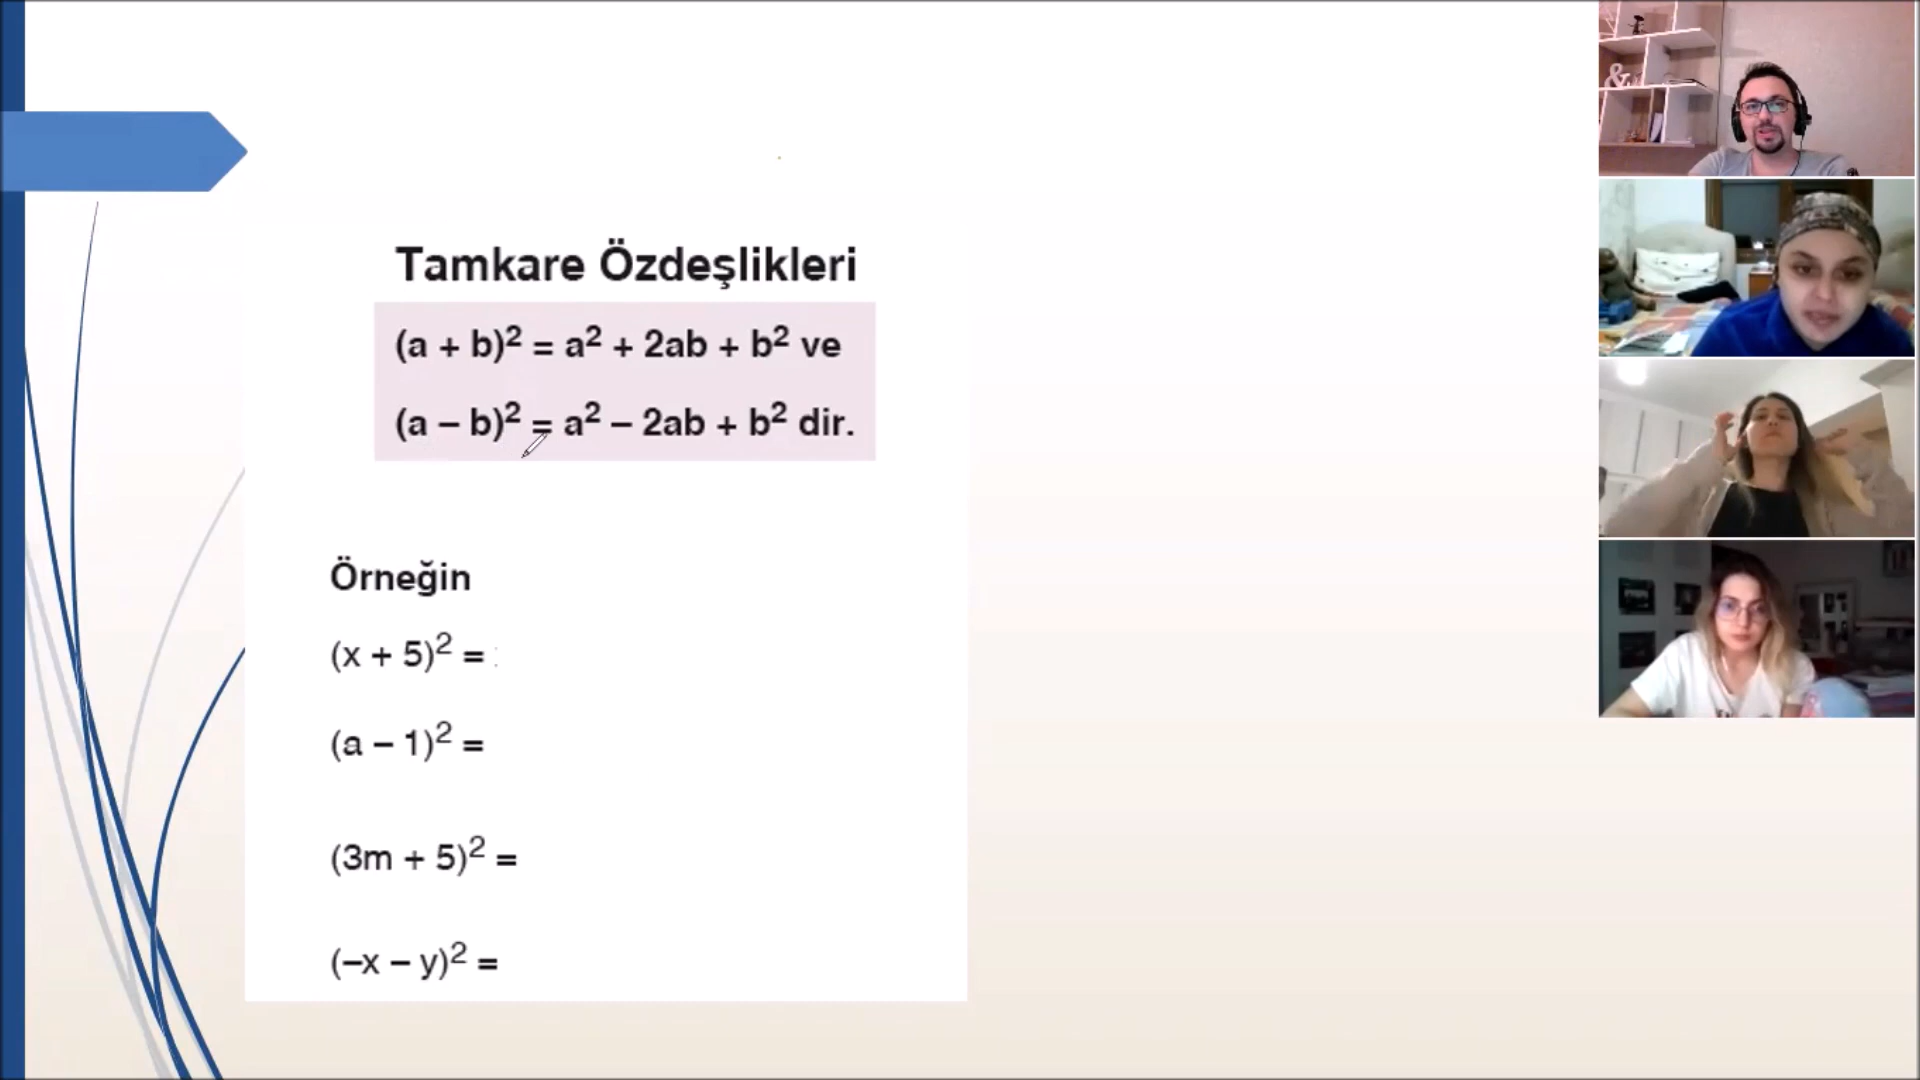 Tamkare Özdeşlikleri
(a + b)² = a² + 2ab + b² ve
(a – b)² = a² – 2ab + b² dir.
Örneğin
(x + 5)² =
(a – 1)² =
(3m + 5)² =
(–x – y)² =